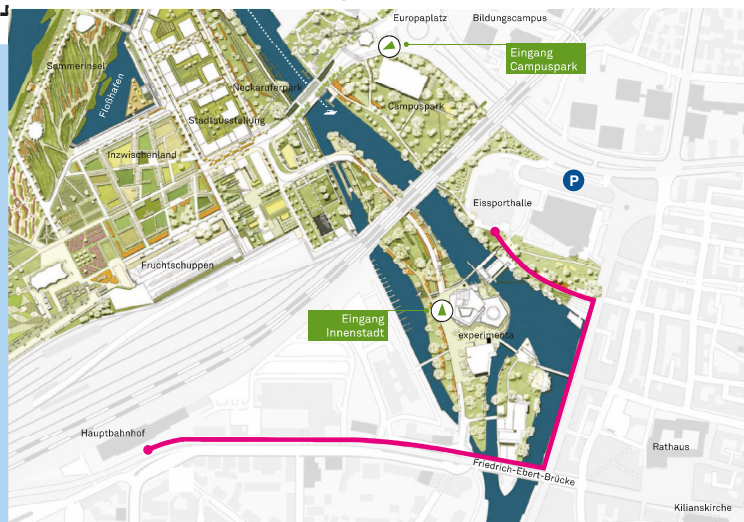 Europaplatz
Bildungscampus
Eingang
Campuspark
Sommerinsel
Floßhafen
Neckaruferpark
Campuspark
Stadtausstellung
Inzwischenland
P
Eissporthalle
Fruchtschuppen
Eingang
Innenstadt
experimenta
Hauptbahnhof
Rathaus
Friedrich-Ebert-Brücke
Kilianskirche